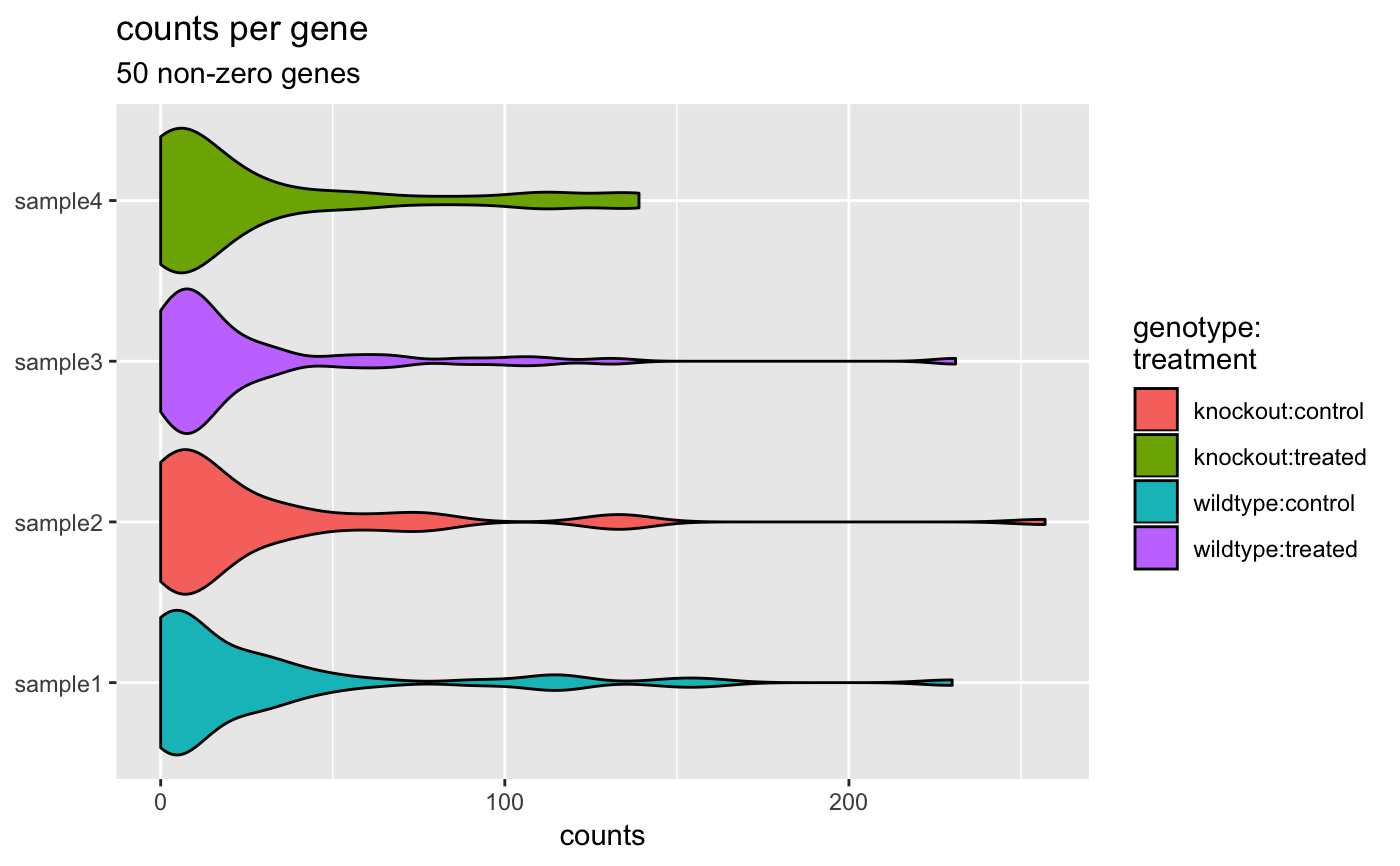 counts per gene
50 non-zero genes
sample4
sample3
sample2
sample1
0
100
200
counts
genotype:
treatment
knockout:control
knockout:treated
wildtype:control
wildtype:treated